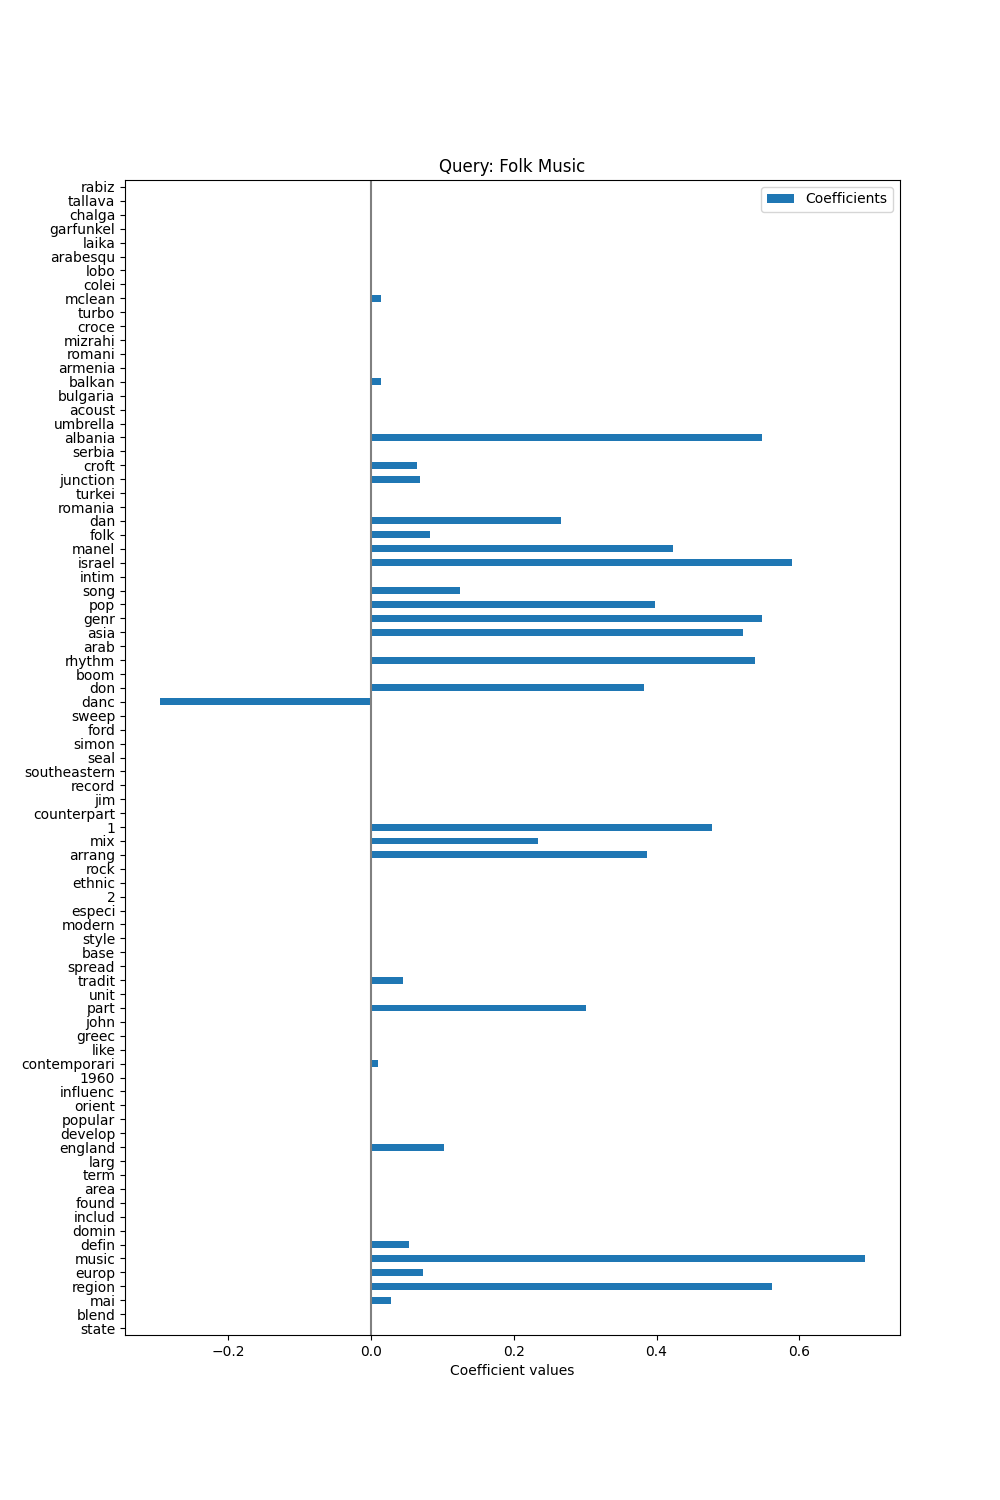 Query: Folk Music
Coefficients
rabiz
tallava
chalga
garfunkel
laika
arabesqu
lobo
colei
mclean
turbo
croce
mizrahi
romani
armenia
balkan
bulgaria
acoust
umbrella
albania
serbia
croft
junction
turkei
romania
dan
folk
manel
israel
intim
song
pop
genr
asia
arab
rhythm
boom
don
danc
sweep
ford
simon
seal
southeastern
record
jim
counterpart
1
mix
arrang
rock
ethnic
2
especi
modern
style
base
spread
tradit
unit
part
john
greec
like
contemporari
1960
influenc
orient
popular
develop
england
larg
term
area
found
includ
domin
defin
music
europ
region
mai
blend
state
−0.2 0.0 0.2 0.4 0.6
Coefficient values